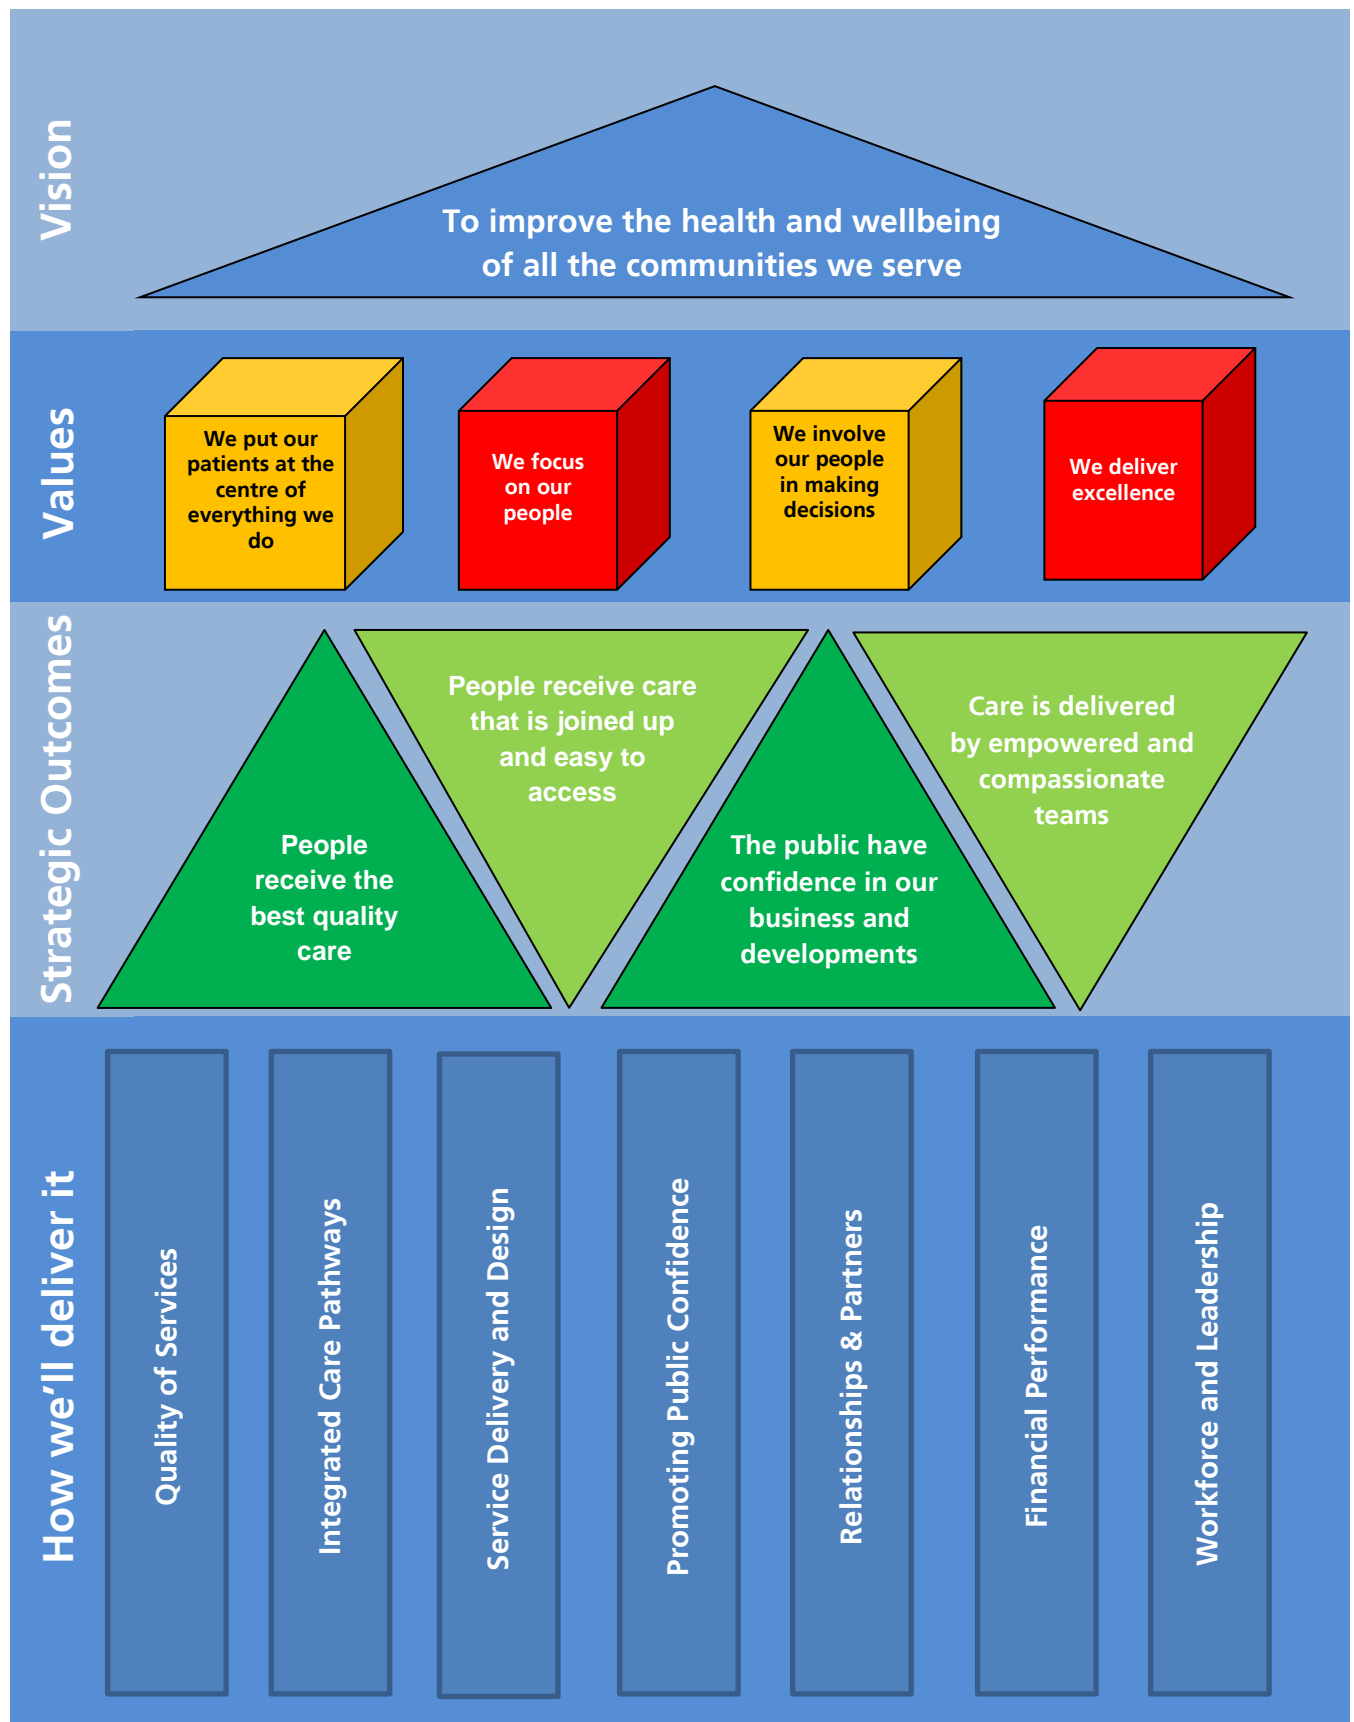 Vision
To improve the health and wellbeing
of all the communities we serve
Values
We put our
patients at the
centre of
everything we
do
We focus
on our
people
We involve
our people
in making
decisions
We deliver
excellence
Strategic Outcomes
People
receive the
best quality
care
People receive care
that is joined up
and easy to
access
The public have
confidence in our
business and
developments
Care is delivered
by empowered and
compassionate
teams
How we’ll deliver it
Quality of Services
Integrated Care Pathways
Service Delivery and Design
Promoting Public Confidence
Relationships & Partners
Financial Performance
Workforce and Leadership